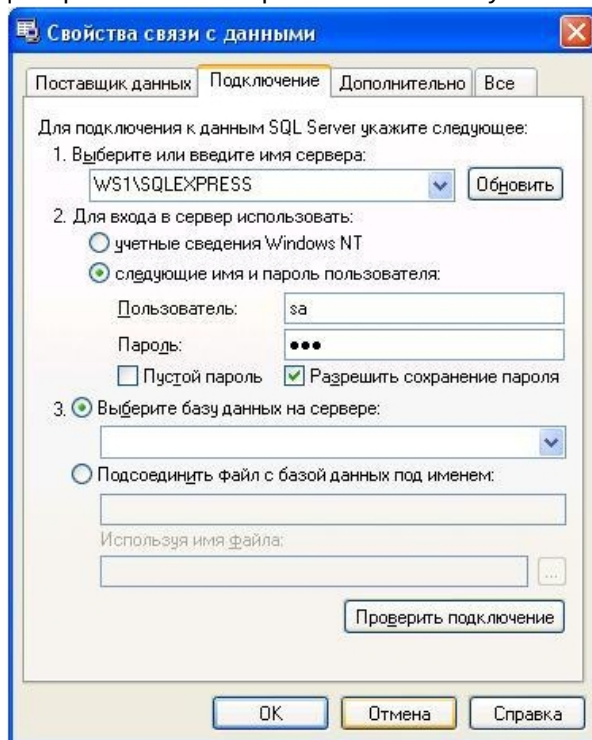 Свойства связи с данными
Поставщик данных Подключение Дополнительно Все
Для подключения к данным SQL Server укажите следующее:
1. Выберите или введите имя сервера:
WS1\SQLEXPRESS Обновить
2. Для входа в сервер использовать:
учетные сведения Windows NT
следующие имя и пароль пользователя:
Пользователь: sa
Пароль: •••
Пустой пароль Разрешить сохранение пароля
3. Выберите базу данных на сервере:
Подсоединить файл с базой данных под именем:
Используя имя файла:
...
Проверить подключение
OK Отмена Справка